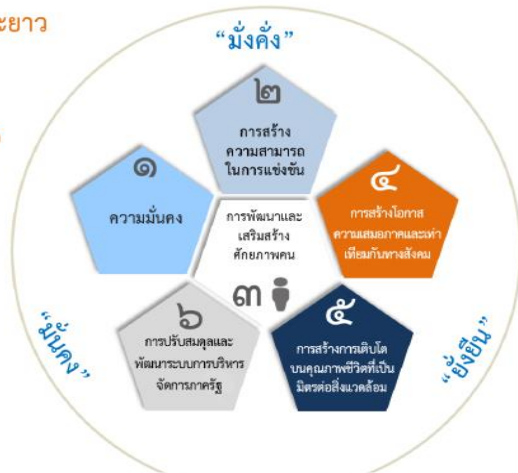 ะยาว
“มั่งคั่ง”
๒
การสร้าง
ความสามารถ
ในการแข่งขัน
๑
ความมั่นคง
๔
การสร้างโอกาส
ความเสมอภาคและเท่า
เทียมกันทางสังคม
การพัฒนาและ
เสริมสร้าง
ศักยภาพคน
๓
๖
การปรับสมดุลและ
พัฒนาระบบการบริหาร
จัดการภาครัฐ
๕
การสร้างการเติบโต
บนคุณภาพชีวิตที่เป็น
มิตรต่อสิ่งแวดล้อม
“มั่นคง”
“ยั่งยืน”